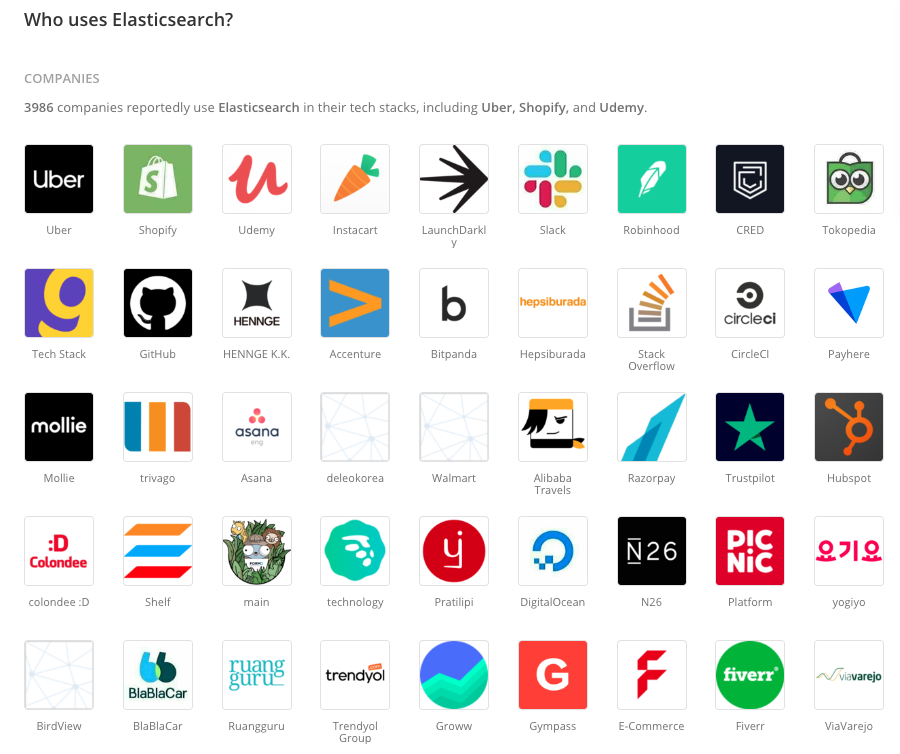 Who uses Elasticsearch?
COMPANIES
3986 companies reportedly use Elasticsearch in their tech stacks, including Uber, Shopify, and Udemy.
Uber
Uber
Shopify
Udemy
Instacart
LaunchDarkl
y
Slack
Robinhood
CRED
Tokopedia
HENNGE
b
hepsiburada
circleci
Tech Stack
GitHub
HENNGE K.K.
Accenture
Bitpanda
Hepsiburada
Stack
Overflow
CircleCI
Payhere
mollie
asana
eng
Mollie
trivago
Asana
deleokorea
Walmart
Alibaba
Travels
Razorpay
Trustpilot
Hubspot
:D
Colondee
N26
PIC
NiC
요기요
colondee :D
Shelf
main
technology
Pratilipi
DigitalOcean
N26
Platform
yogiyo
BlaBlaCar
ruang
guru
trendyol
.com
G
fiverr
viavarejo
BirdView
BlaBlaCar
Ruangguru
Trendyol
Group
Groww
Gympass
E-Commerce
Fiverr
ViaVarejo